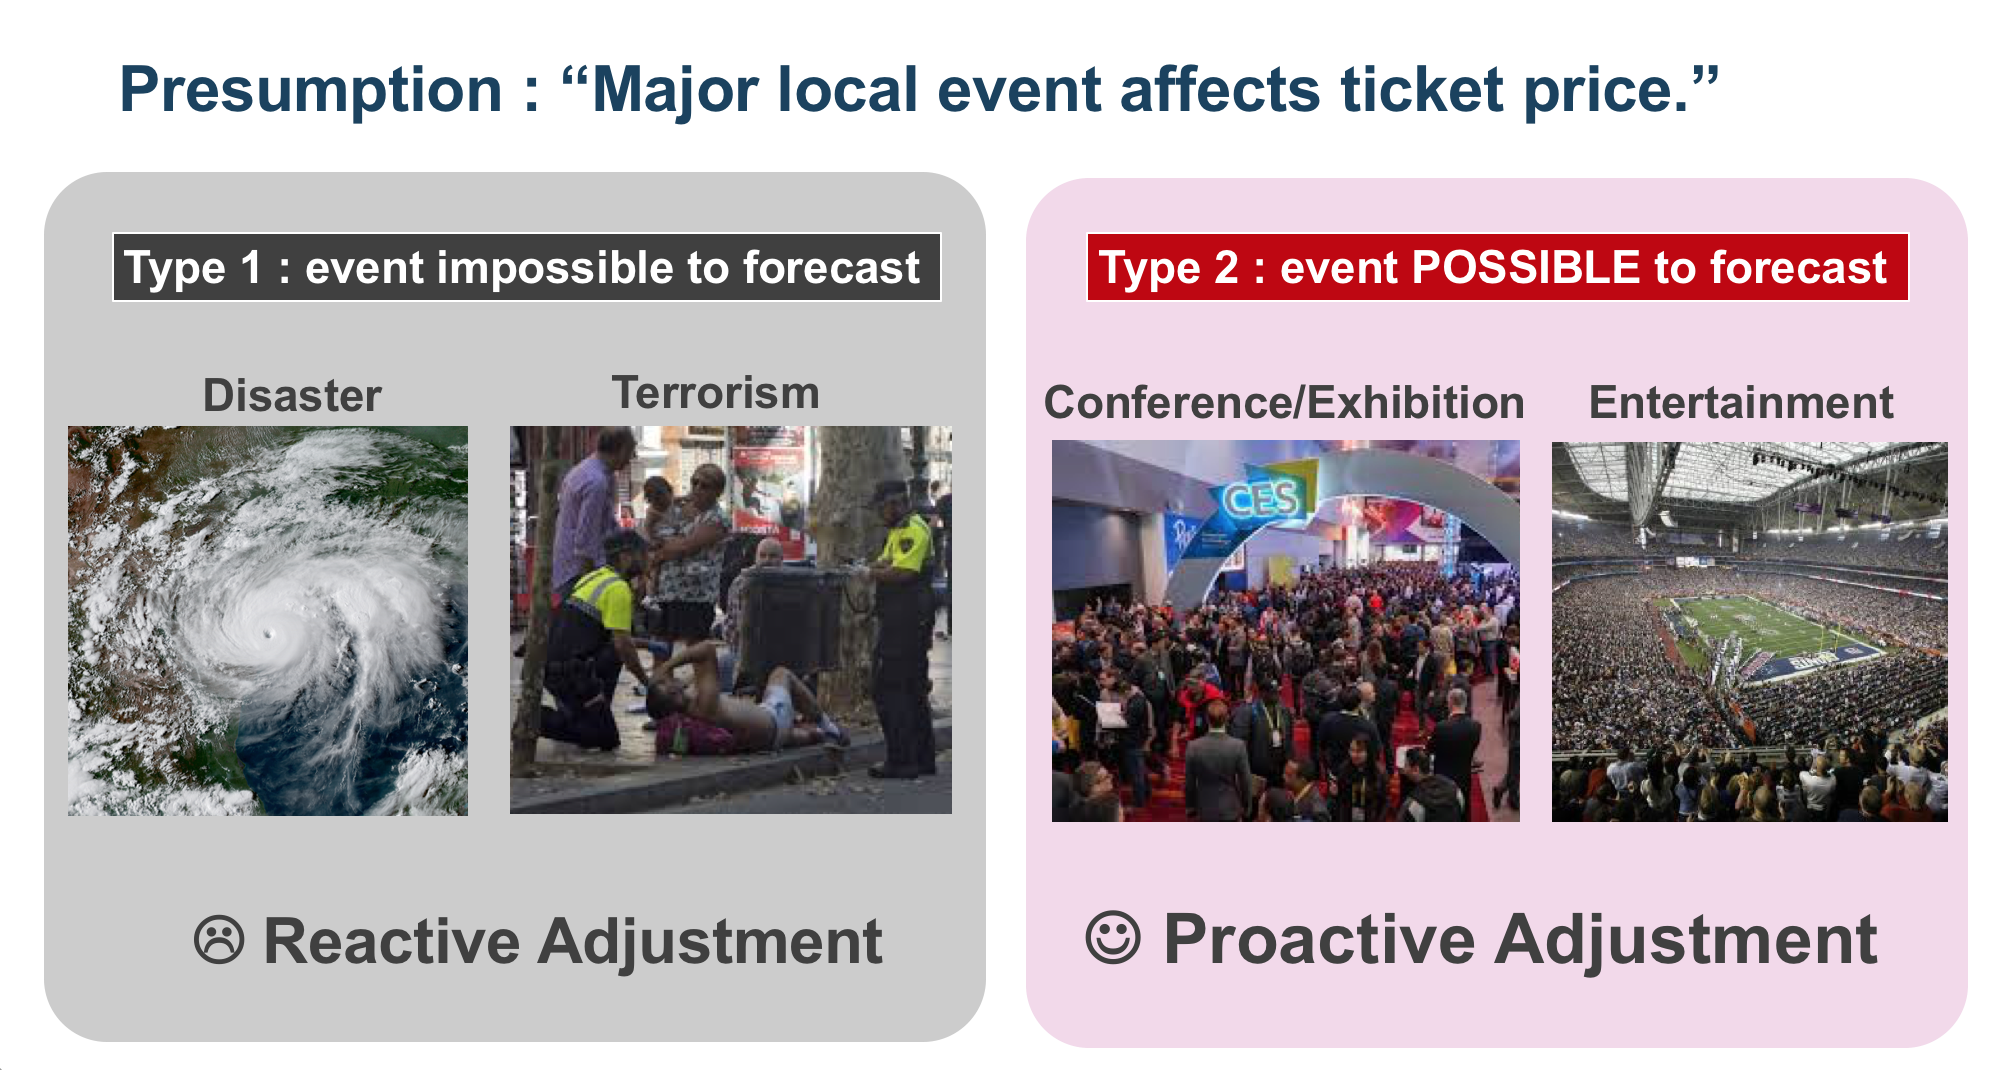 Presumption : “Major local event affects ticket price.”
Type 1 : event impossible to forecast
Disaster
Terrorism
☹ Reactive Adjustment
Type 2 : event POSSIBLE to forecast
Conference/Exhibition
Entertainment
CES
☺ Proactive Adjustment